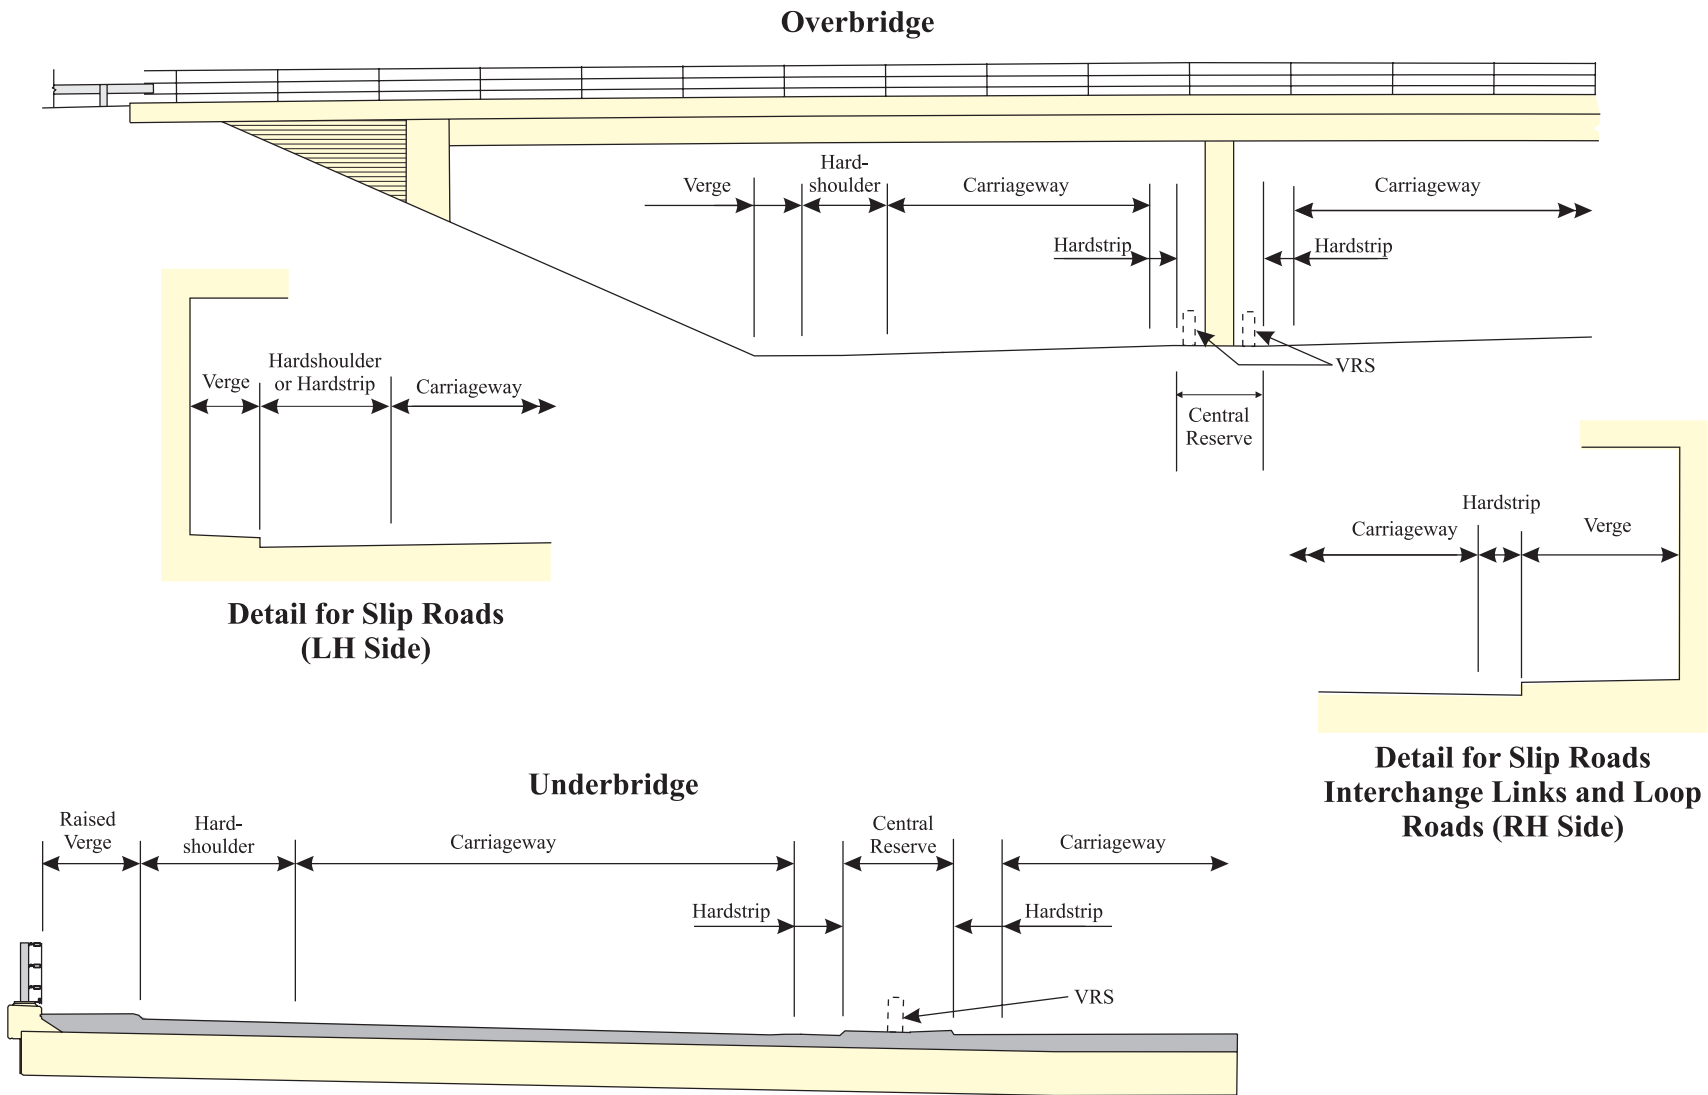 Overbridge
Verge
Hard-
shoulder
Carriageway
Carriageway
Hardstrip
Hardstrip
VRS
Central
Reserve
Verge
Hardshoulder
or Hardstrip
Carriageway
Detail for Slip Roads
(LH Side)
Carriageway
Hardstrip
Verge
Detail for Slip Roads
Interchange Links and Loop
Roads (RH Side)
Underbridge
Raised
Verge
Hard-
shoulder
Carriageway
Central
Reserve
Carriageway
Hardstrip
Hardstrip
VRS